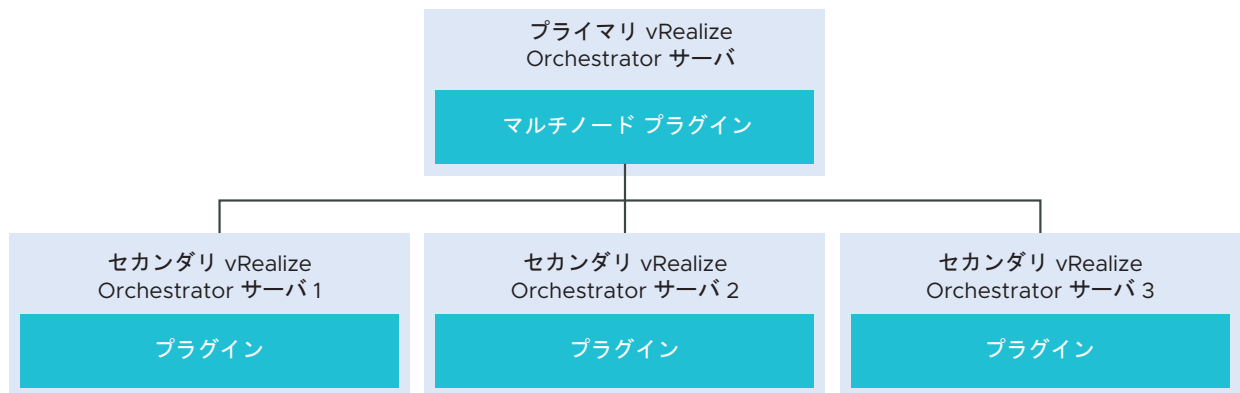 プライマリ vRealize
Orchestrator サーバ
マルチノード プラグイン
セカンダリ vRealize
Orchestrator サーバ 1
プラグイン
セカンダリ vRealize
Orchestrator サーバ 2
プラグイン
セカンダリ vRealize
Orchestrator サーバ 3
プラグイン